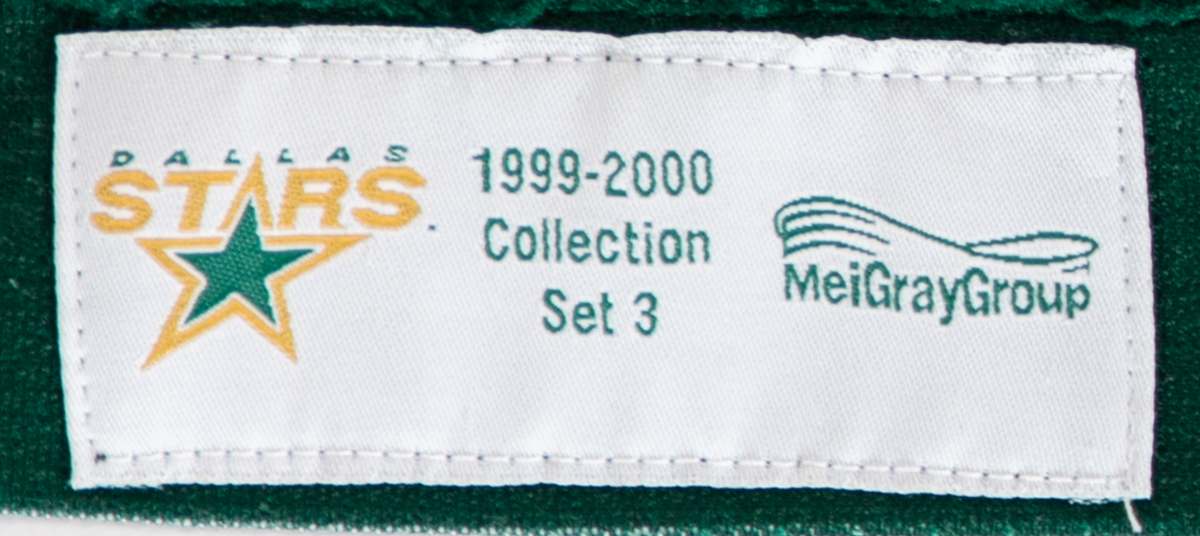 DALLAS
STARS
1999-2000
Collection
Set 3
MeiGrayGroup